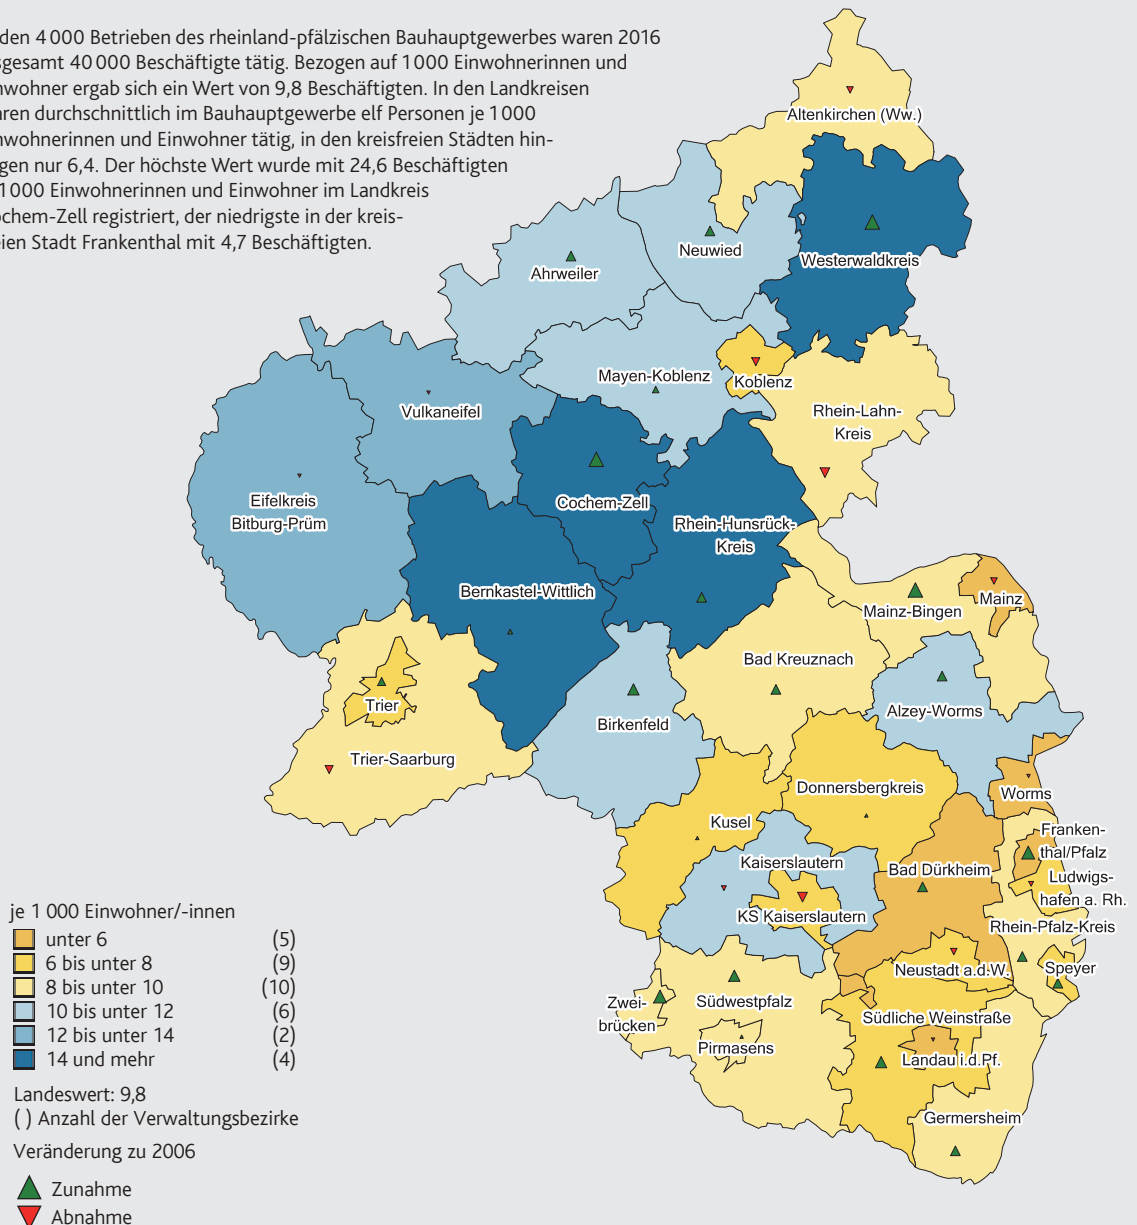 den 4 000 Betrieben des rheinland-pfälzischen Bauhauptgewerbes waren 2016
sgesamt 40 000 Beschäftigte tätig. Bezogen auf 1 000 Einwohnerinnen und
nwohner ergab sich ein Wert von 9,8 Beschäftigten. In den Landkreisen
aren durchschnittlich im Bauhauptgewerbe elf Personen je 1 000
nwohnerinnen und Einwohner tätig, in den kreisfreien Städten hin-
gen nur 6,4. Der höchste Wert wurde mit 24,6 Beschäftigten
1 000 Einwohnerinnen und Einwohner im Landkreis
ochem-Zell registriert, der niedrigste in der kreis-
eien Stadt Frankenthal mit 4,7 Beschäftigten.
Altenkirchen (Ww.)
Neuwied
Westerwaldkreis
Ahrweiler
Mayen-Koblenz
Koblenz
Vulkaneifel
Rhein-Lahn-
Kreis
Eifelkreis
Bitburg-Prüm
Cochem-Zell
Rhein-Hunsrück-
Kreis
Bernkastel-Wittlich
Mainz-Bingen
Mainz
Bad Kreuznach
Trier
Birkenfeld
Alzey-Worms
Trier-Saarburg
Donnersbergkreis
Worms
Kusel
Franken-
thal/Pfalz
Kaiserslautern
Bad Dürkheim
Ludwigs-
hafen a. Rh.
KS Kaiserslautern
Rhein-Pfalz-Kreis
Neustadt a.d.W.
Speyer
Zwei-
brücken
Südwestpfalz
Südliche Weinstraße
Pirmasens
Landau i.d.Pf.
Germersheim
je 1 000 Einwohner/-innen
unter 6 (5)
6 bis unter 8 (9)
8 bis unter 10 (10)
10 bis unter 12 (6)
12 bis unter 14 (2)
14 und mehr (4)
Landeswert: 9,8
( ) Anzahl der Verwaltungsbezirke
Veränderung zu 2006
Zunahme
Abnahme